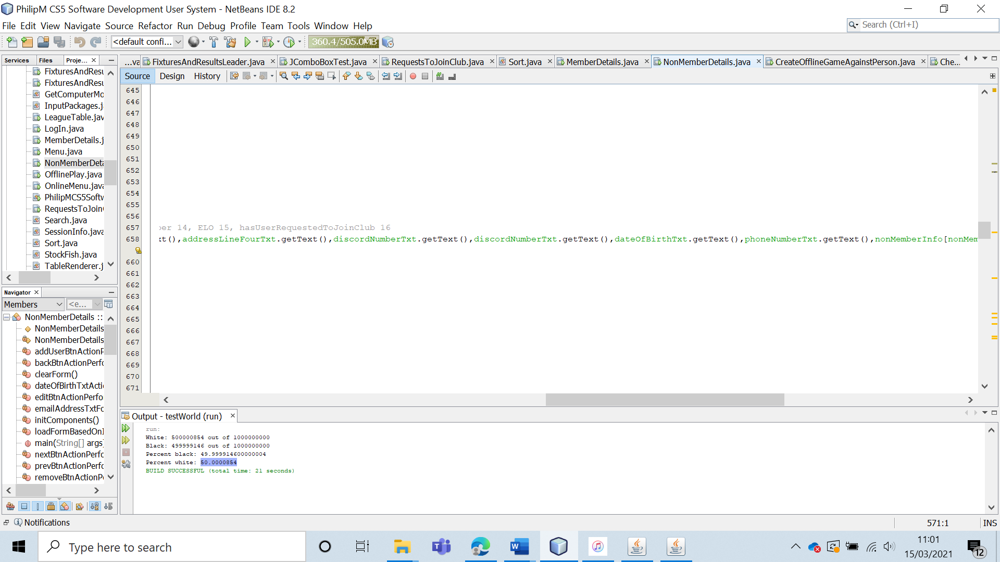 PhilipM CS5 Software Development User System - NetBeans IDE 8.2
File Edit View Navigate Source Refactor Run Debug Profile Team Tools Window Help
Search (Ctrl+I)
<default confi...
360.4/505.0MB
Services Files Proje...
...va FixturesAndResultsLeader.java JComboBoxTest.java RequestsToJoinClub.java Sort.java MemberDetails.java NonMemberDetails.java CreateOfflineGameAgainstPerson.java Che...
Source Design History
FixturesAndResu
FixturesAndResu
GetComputerMo
InputPackages.j
LeagueTable.jav
LogIn.java
MemberDetails.j
Menu.java
NonMemberDeta
OfflinePlay.java
OnlineMenu.java
PhilipMCS5Softw
RequestsToJoinC
Search.java
SessionInfo.java
Sort.java
StockFish.java
TableRenderer.j
645
646
647
648
649
650
651
652
653
654
655
656
657 ber 14, ELO 15, hasUserRequestedToJoinClub 16
658 xt(),addressLineFourTxt.getText(),discordNumberTxt.getText(),discordNumberTxt.getText(),dateOfBirthTxt.getText(),phoneNumberTxt.getText(),nonMemberInfo[nonMem
660
661
662
663
664
665
666
667
668
669
670
671
Navigator
Members <e...
NonMemberDetails ::
NonMemberDetails
NonMemberDetails
addUserBtnActionP
backBtnActionPerfo
clearForm()
dateOfBirthTxtActi
editBtnActionPerfo
emailAddressTxtFo
initComponents()
loadFormBasedOnI
main(String[] args)
nextBtnActionPerfo
prevBtnActionPerfo
removeBtnActionPe
Output - testWorld (run)
run:
White: 500000854 out of 1000000000
Black: 499999146 out of 1000000000
Percent black: 49.999914600000004
Percent white: 50.0000854
BUILD SUCCESSFUL (total time: 21 seconds)
Notifications
571:1 INS
Type here to search
11:01
15/03/2021
12